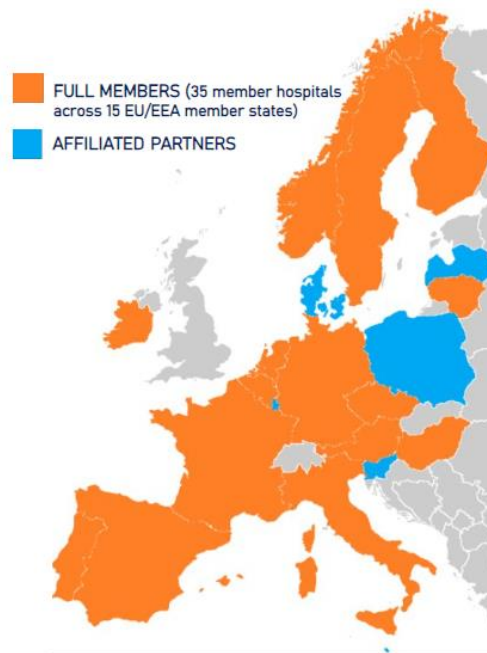 FULL MEMBERS (35 member hospitals
across 15 EU/EEA member states)
AFFILIATED PARTNERS